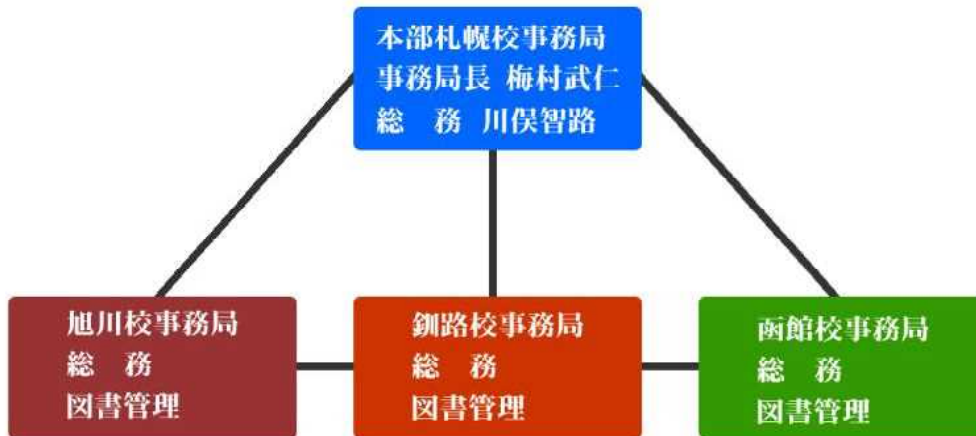 本部札幌校事務局
事務局長 梅村武仁
総　務 川俣智路
旭川校事務局
総　務
図書管理
釧路校事務局
総　務
図書管理
函館校事務局
総　務
図書管理